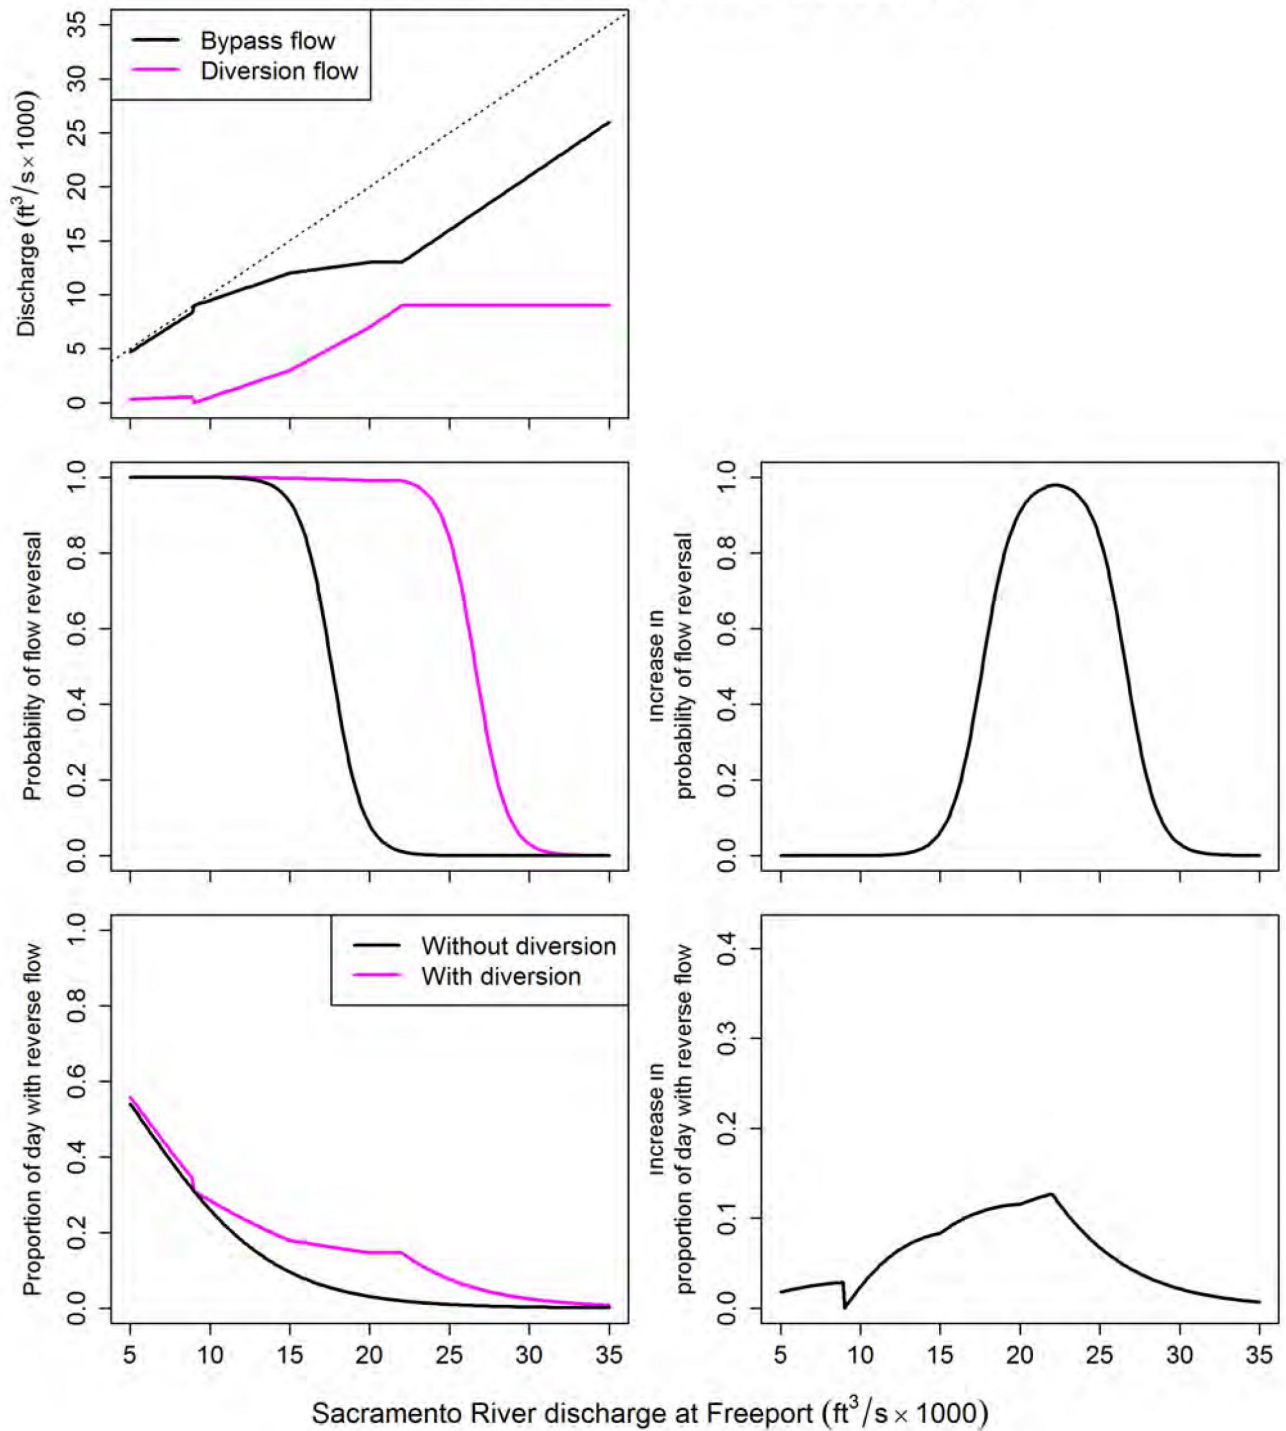 35
30
25
20
15
10
5
0
Discharge (ft³/s × 1000)
Bypass flow
Diversion flow
1.0
0.8
0.6
0.4
0.2
0.0
Probability of flow reversal
1.0
0.8
0.6
0.4
0.2
0.0
Increase in
probability of flow reversal
1.0
0.8
0.6
0.4
0.2
0.0
Proportion of day with reverse flow
Without diversion
With diversion
5 10 15 20 25 30 35
0.4
0.3
0.2
0.1
0.0
Increase in
proportion of day with reverse flow
5 10 15 20 25 30 35
Sacramento River discharge at Freeport (ft³/s × 1000)